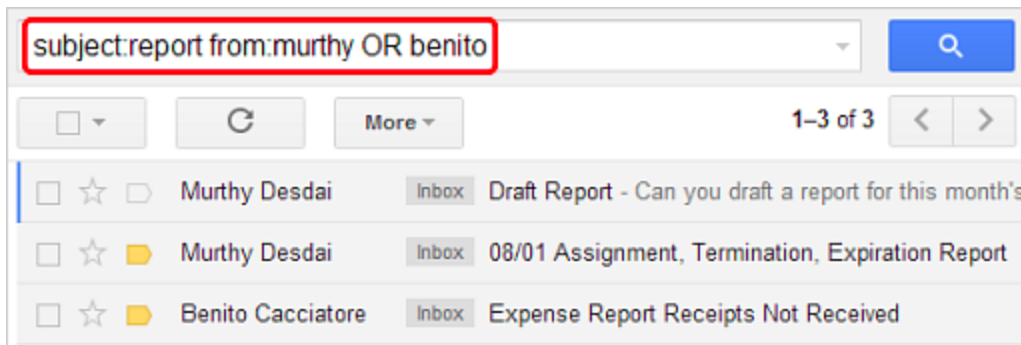 subject:report from:murthy OR benito
More 1–3 of 3
Murthy Desdai Inbox Draft Report - Can you draft a report for this month's
Murthy Desdai Inbox 08/01 Assignment, Termination, Expiration Report
Benito Cacciatore Inbox Expense Report Receipts Not Received